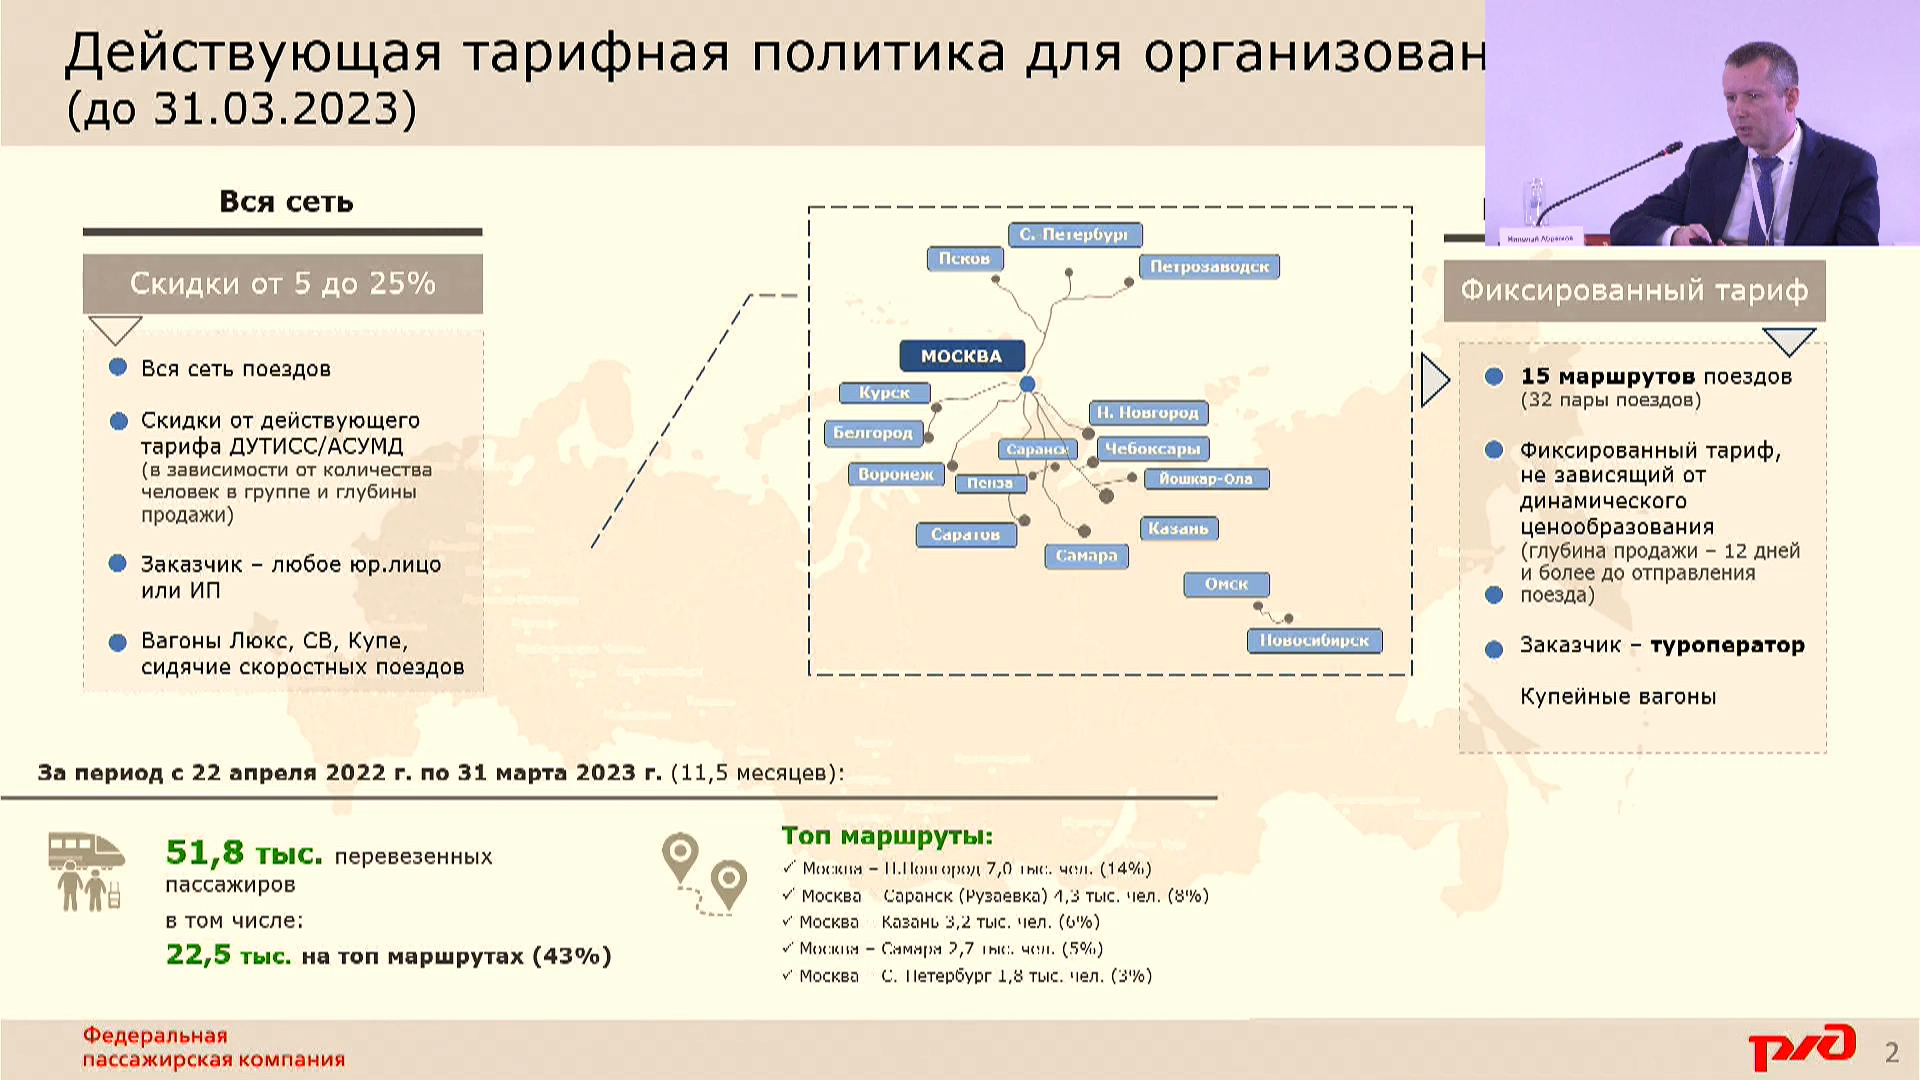 Действующая тарифная политика для организован
(до 31.03.2023)
Вся сеть
Скидки от 5 до 25%
Вся сеть поездов
Скидки от действующего
тарифа ДУТИСС/АСУМД
(в зависимости от количества
человек в группе и глубины
продажи)
Заказчик – любое юр.лицо
или ИП
Вагоны Люкс, СВ, Купе,
сидячие скоростных поездов
С. Петербург
Псков
Петрозаводск
МОСКВА
Курск
Н. Новгород
Белгород
Саранск
Чебоксары
Воронеж
Пенза
Йошкар-Ола
Саратов
Казань
Самара
Омск
Новосибирск
Фиксированный тариф
15 маршрутов поездов
(32 пары поездов)
Фиксированный тариф,
не зависящий от
динамического
ценообразования
(глубина продажи – 12 дней
и более до отправления
поезда)
Заказчик – туроператор
Купейные вагоны
За период с 22 апреля 2022 г. по 31 марта 2023 г. (11,5 месяцев):
51,8 тыс. перевезенных
пассажиров
в том числе:
22,5 тыс. на топ маршрутах (43%)
Топ маршруты:
✓ Москва – Н.Новгород 7,0 тыс. чел. (14%)
✓ Москва – Саранск (Рузаевка) 4,3 тыс. чел. (8%)
✓ Москва – Казань 3,2 тыс. чел. (6%)
✓ Москва – Самара 2,7 тыс. чел. (5%)
✓ Москва – С. Петербург 1,8 тыс. чел. (3%)
Федеральная
пассажирская компания
ржд
2